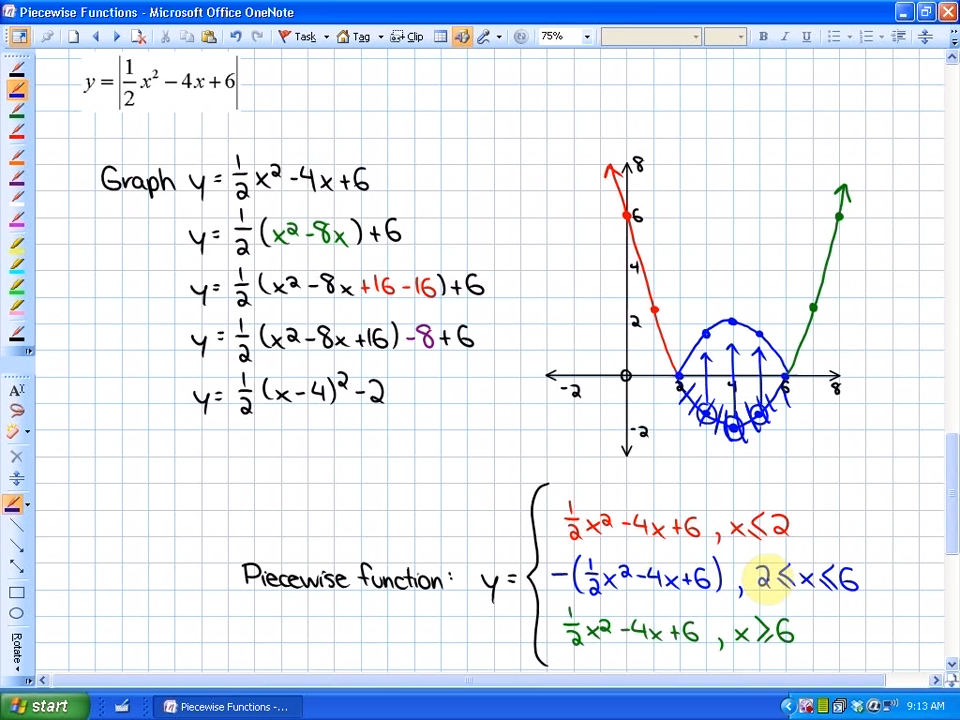 Piecewise Functions - Microsoft Office OneNote
Task Tag Clip 75% B I U
y = |1/2 x² − 4x + 6|
Graph y = 1/2 x² - 4x + 6
y = 1/2 (x² - 8x) + 6
y = 1/2 (x² - 8x + 16 - 16) + 6
y = 1/2 (x² - 8x + 16) - 8 + 6
y = 1/2 (x - 4)² - 2
8
6
4
2
-2 2 4 6 8
-2
Piecewise function: y = {
1/2 x² - 4x + 6 , x ≤ 2
-(1/2 x² - 4x + 6) , 2 ≤ x ≤ 6
1/2 x² - 4x + 6 , x ≥ 6
A
Rotate
start Piecewise Functions -... 9:13 AM